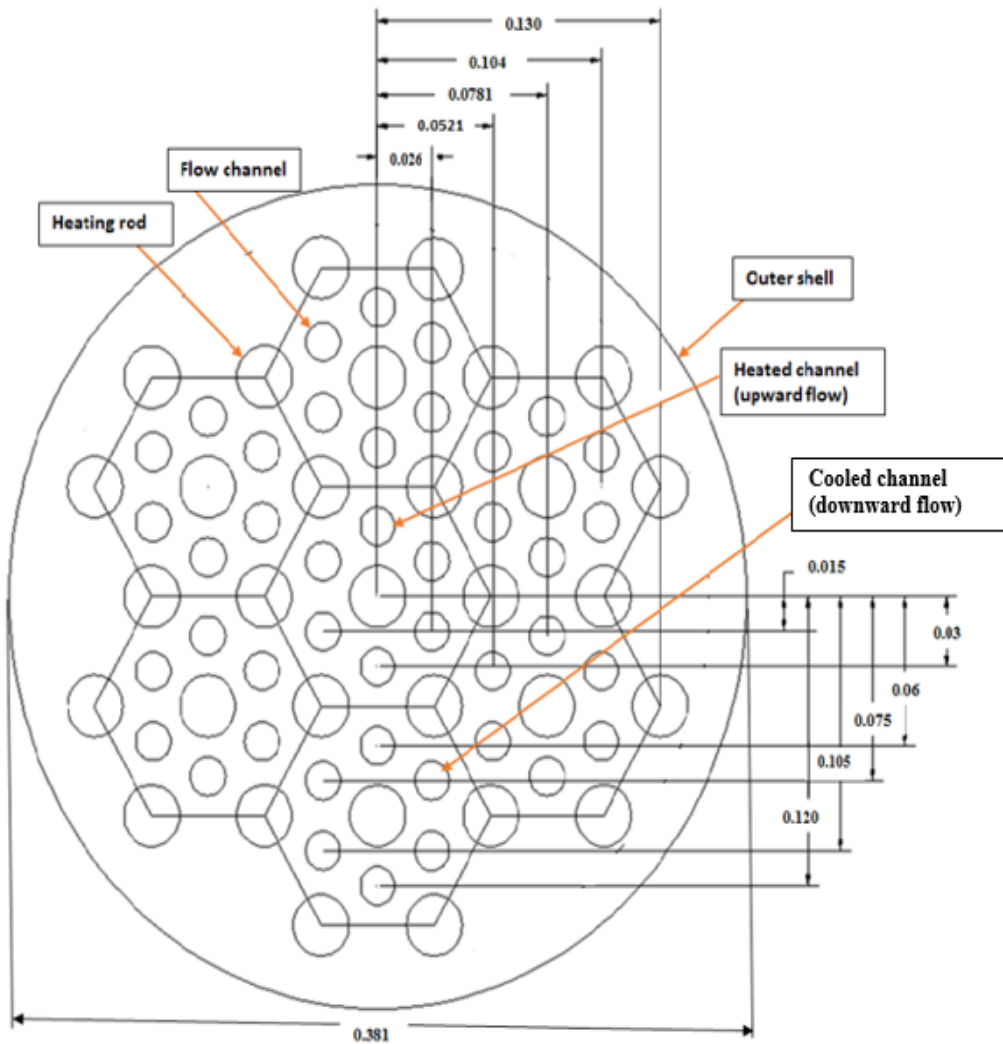 0.130
0.104
0.0781
0.0521
0.026
Flow channel
Heating rod
Outer shell
Heated channel
(upward flow)
Cooled channel
(downward flow)
0.015
0.03
0.06
0.075
0.105
0.120
0.381